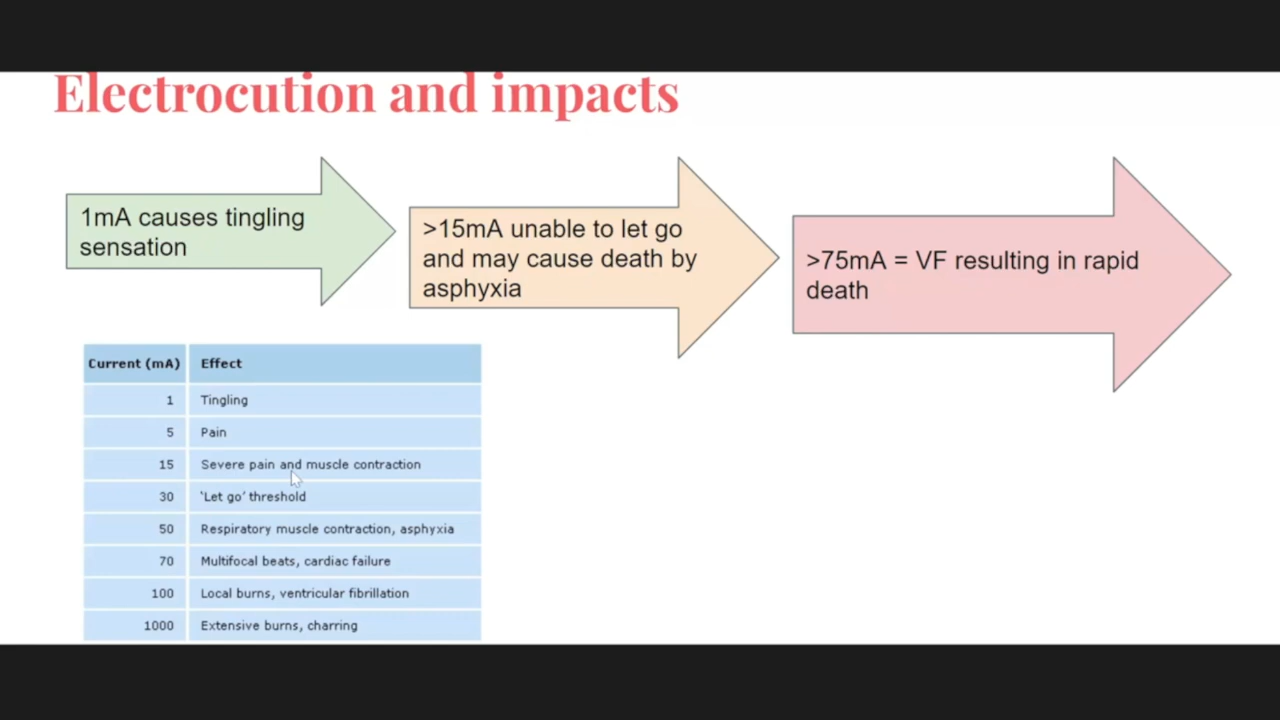 Electrocution and impacts
1mA causes tingling
sensation
>15mA unable to let go
and may cause death by
asphyxia
>75mA = VF resulting in rapid
death
Current (mA) Effect
1 Tingling
5 Pain
15 Severe pain and muscle contraction
30 ‘Let go’ threshold
50 Respiratory muscle contraction, asphyxia
70 Multifocal beats, cardiac failure
100 Local burns, ventricular fibrillation
1000 Extensive burns, charring